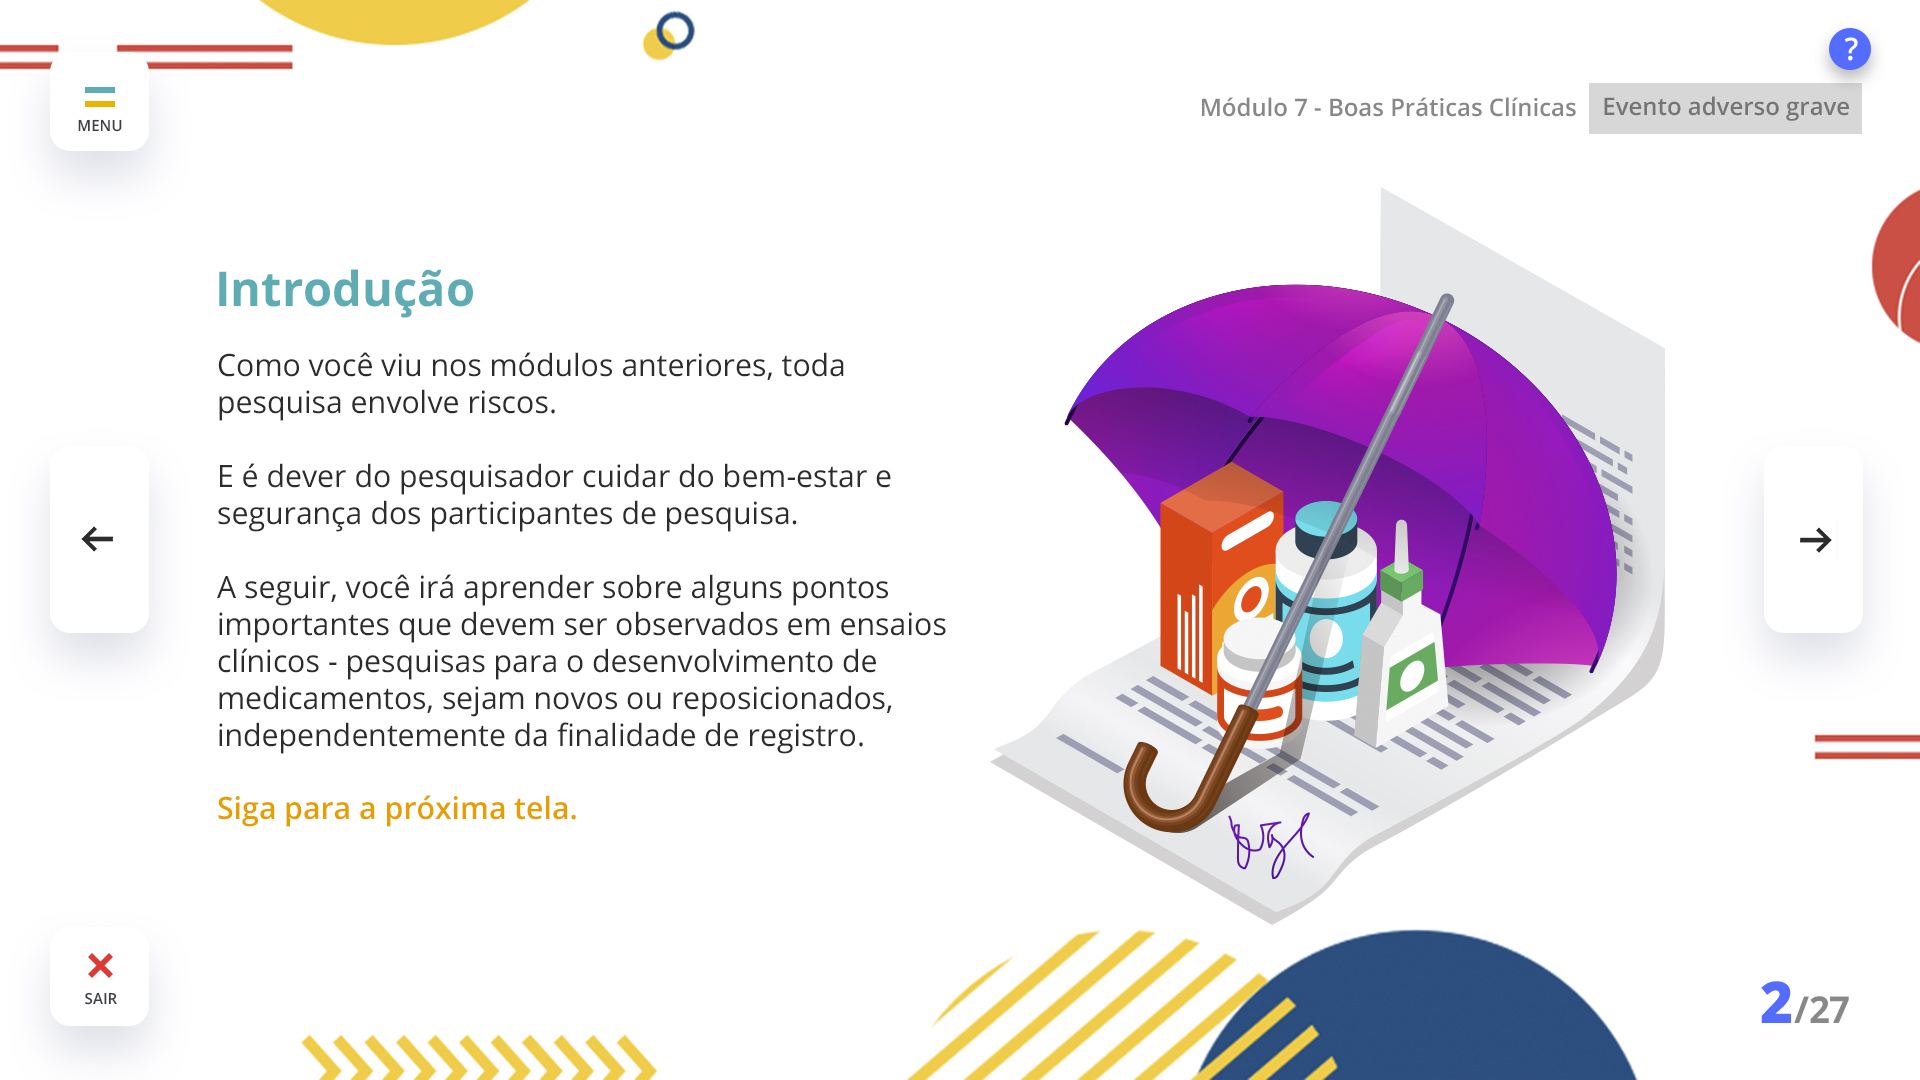 ?
MENU
Módulo 7 - Boas Práticas Clínicas
Evento adverso grave
Introdução
Como você viu nos módulos anteriores, toda
pesquisa envolve riscos.
E é dever do pesquisador cuidar do bem-estar e
segurança dos participantes de pesquisa.
A seguir, você irá aprender sobre alguns pontos
importantes que devem ser observados em ensaios
clínicos - pesquisas para o desenvolvimento de
medicamentos, sejam novos ou reposicionados,
independentemente da finalidade de registro.
Siga para a próxima tela.
SAIR
2/27